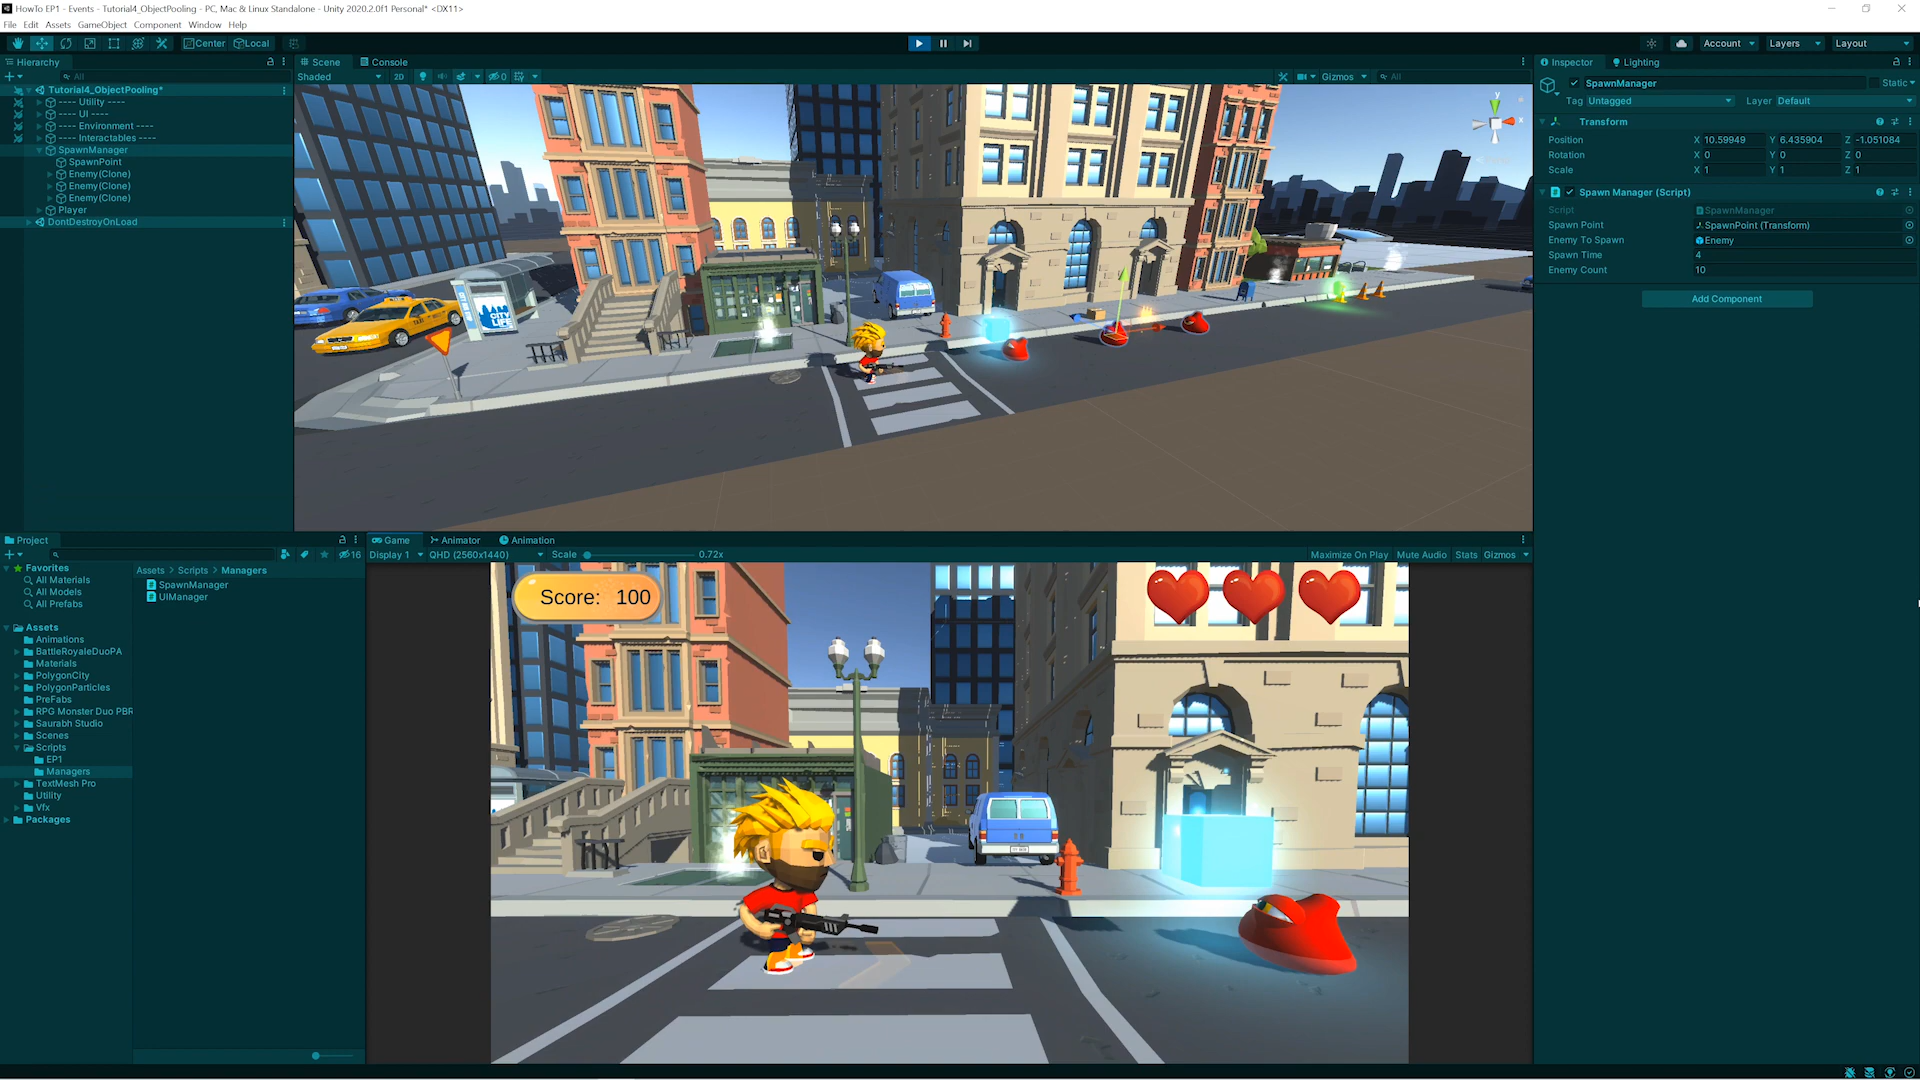 HowTo EP1 - Events - Tutorial4_ObjectPooling - PC, Mac & Linux Standalone - Unity 2020.2.0f1 Personal* <DX11>
File Edit Assets GameObject Component Window Help
Center Local
Account Layers Layout
Hierarchy
All
Tutorial4_ObjectPooling*
---- Utility ----
---- UI ----
---- Environment ----
---- Interactables ----
SpawnManager
SpawnPoint
Enemy(Clone)
Enemy(Clone)
Enemy(Clone)
Player
DontDestroyOnLoad
Scene Console
Shaded 2D 0 Gizmos All
y
x
CITY LIFE
TAXI
Inspector Lighting
SpawnManager Static
Tag Untagged Layer Default
Transform
Position X 10.59949 Y 6.435904 Z -1.051084
Rotation X 0 Y 0 Z 0
Scale X 1 Y 1 Z 1
Spawn Manager (Script)
Script SpawnManager
Spawn Point SpawnPoint (Transform)
Enemy To Spawn Enemy
Spawn Time 4
Enemy Count 10
Add Component
Project
16
Favorites
All Materials
All Models
All Prefabs
Assets
Animations
BattleRoyaleDuoPA
Materials
PolygonCity
PolygonParticles
PreFabs
RPG Monster Duo PBR
Saurabh Studio
Scenes
Scripts
EP1
Managers
TextMesh Pro
Utility
Vfx
Packages
Assets > Scripts > Managers
SpawnManager
UIManager
Game Animator Animation
Display 1 QHD (2560x1440) Scale 0.72x Maximize On Play Mute Audio Stats Gizmos
Score: 100